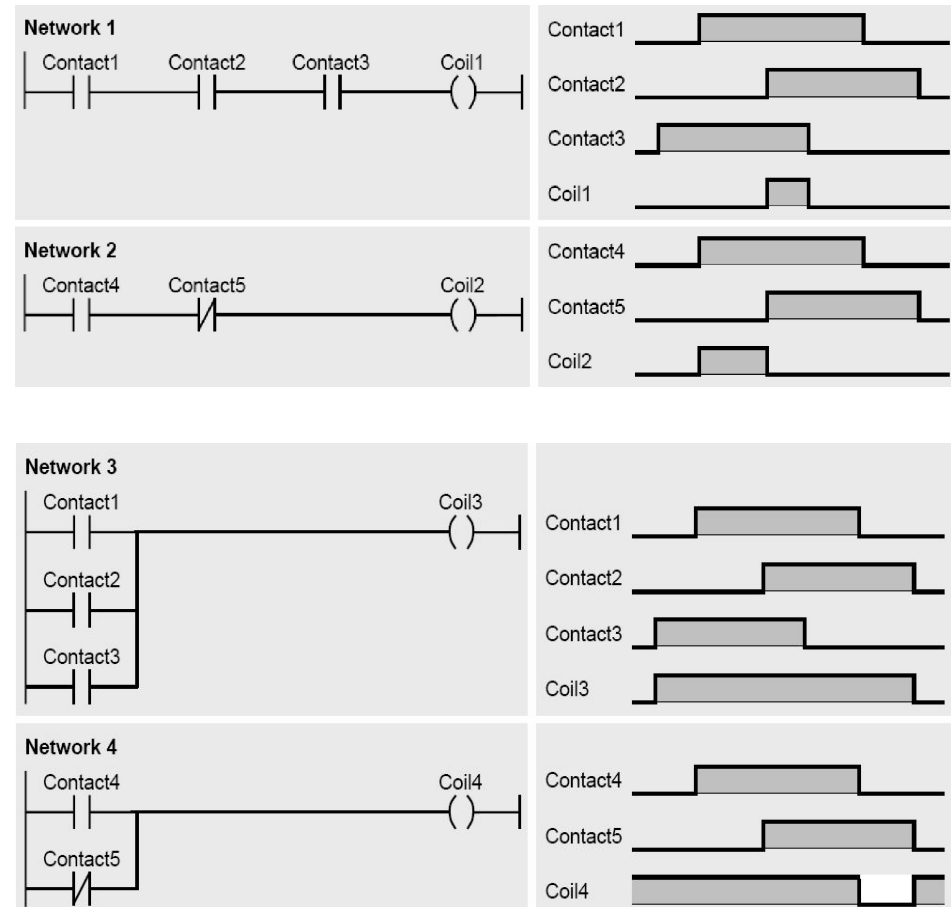 Network 1
Contact1 Contact2 Contact3 Coil1
Contact1
Contact2
Contact3
Coil1
Network 2
Contact4 Contact5 Coil2
Contact4
Contact5
Coil2
Network 3
Contact1 Coil3
Contact2
Contact3
Contact1
Contact2
Contact3
Coil3
Network 4
Contact4 Coil4
Contact5
Contact4
Contact5
Coil4